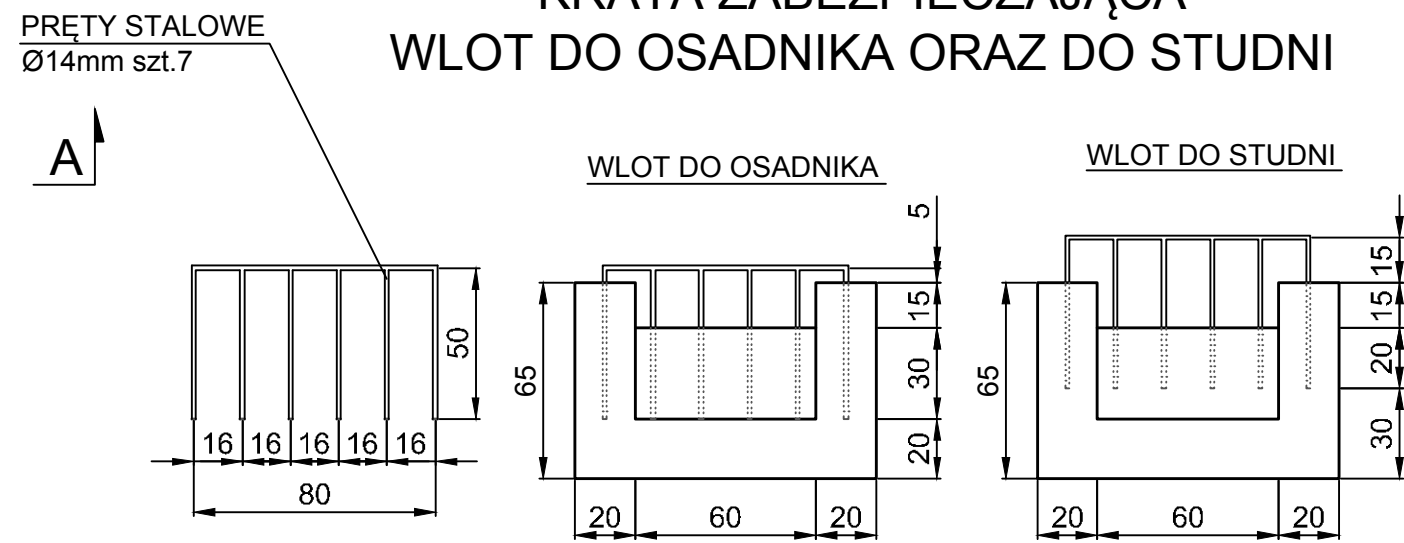 KRATA ZABEZPIECZAJĄCA
WLOT DO OSADNIKA ORAZ DO STUDNI
PRĘTY STALOWE
Ø14mm szt.7
A
WLOT DO OSADNIKA
WLOT DO STUDNI
50
16 16 16 16 16
80
5
15
30
20
65
20 60 20
15
15
20
30
65
20 60 20